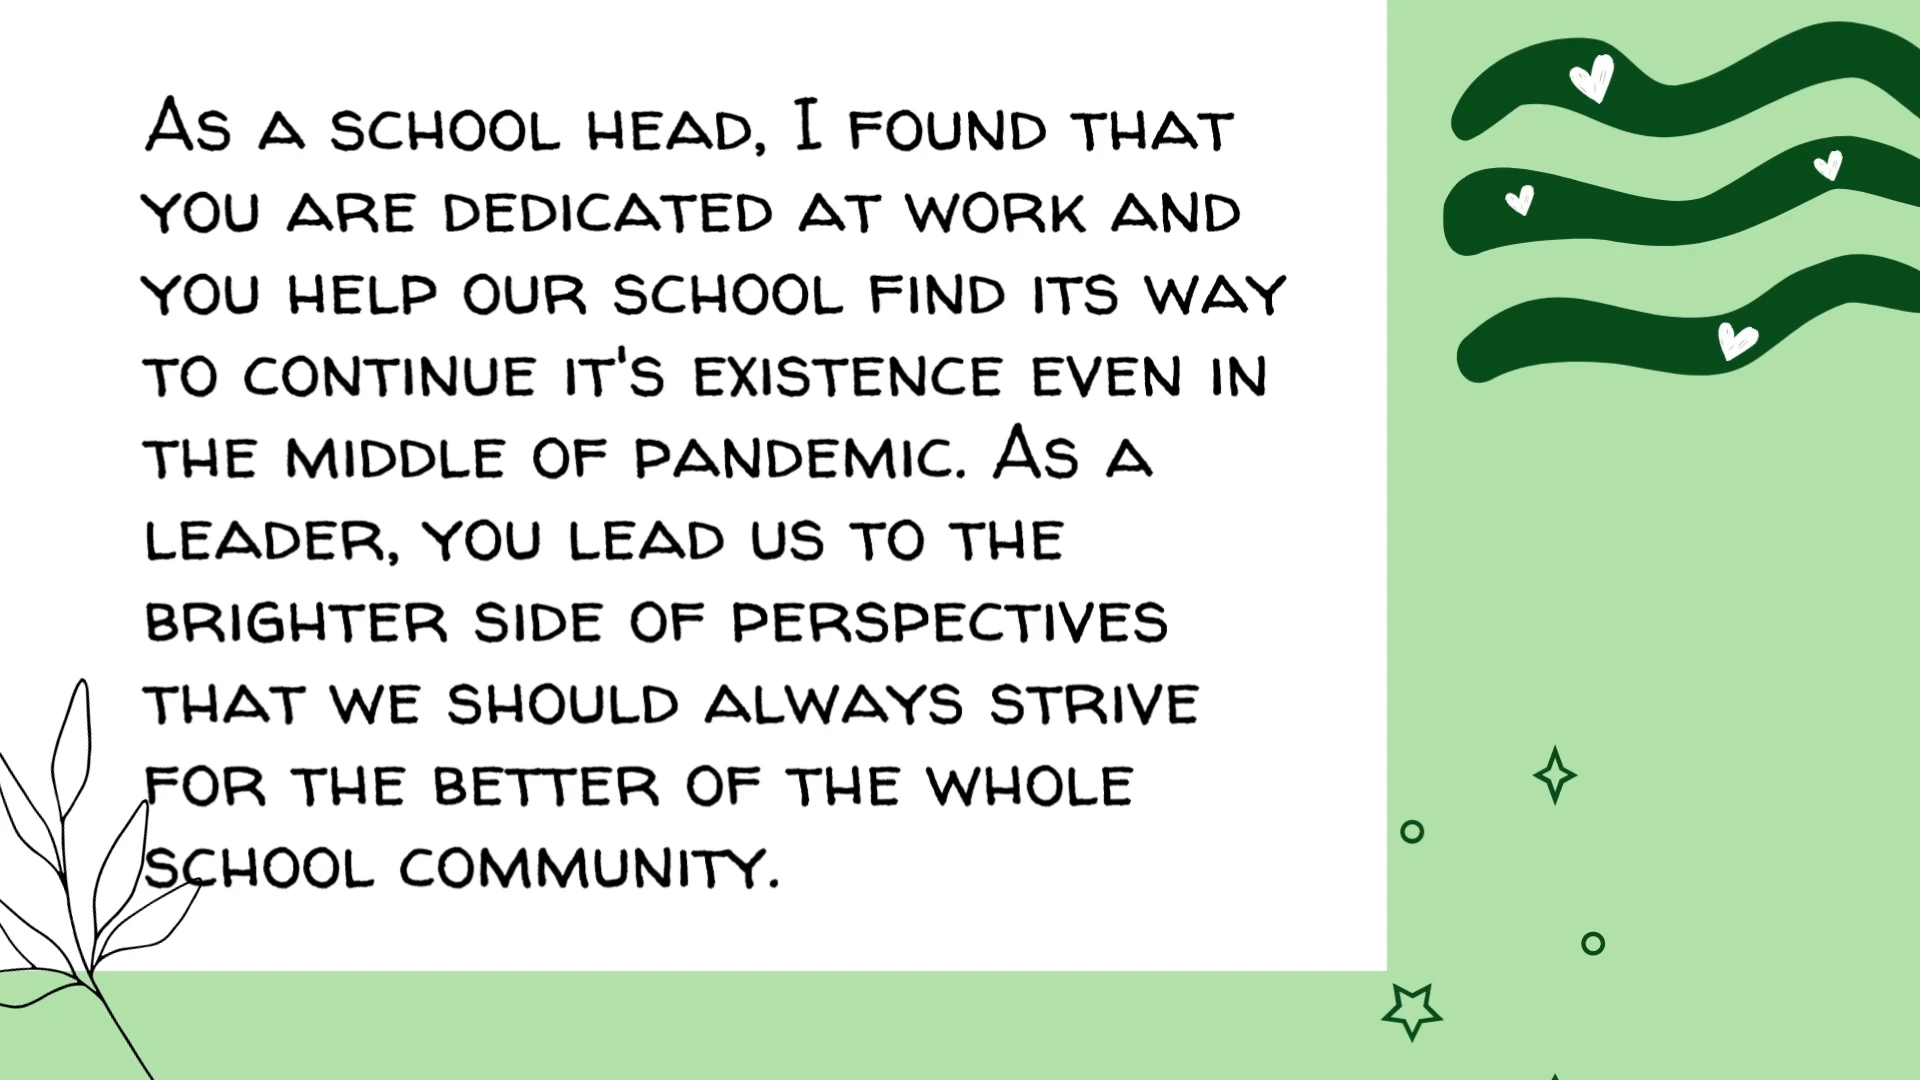 As a school head, I found that
you are dedicated at work and
you help our school find its way
to continue it's existence even in
the middle of pandemic. As a
leader, you lead us to the
brighter side of perspectives
that we should always strive
for the better of the whole
school community.